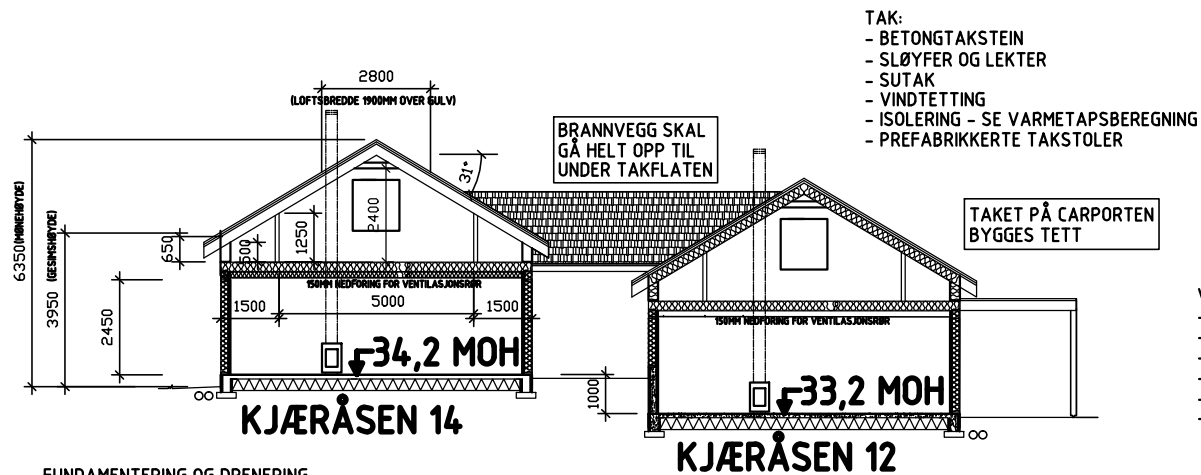 TAK:
- BETONGTAKSTEIN
- SLØYFER OG LEKTER
- SUTAK
- VINDTETTING
- ISOLERING - SE VARMETAPSBEREGNING
- PREFABRIKKERTE TAKSTOLER
2800
(LOFTSBREDDE 1900MM OVER GULV)
BRANNVEGG SKAL
GÅ HELT OPP TIL
UNDER TAKFLATEN
31°
TAKET PÅ CARPORTEN
BYGGES TETT
6350 (MØNEHØYDE)
3950 (GESIMSHØYDE)
650
500
1250
2400
2450
150MM NEDFORING FOR VENTILASJONSRØR
1500
5000
1500
34,2 MOH
KJÆRÅSEN 14
150MM NEDFORING FOR VENTILASJONSRØR
1000
33,2 MOH
KJÆRÅSEN 12
FUNDAMENTERING OG DRENERING